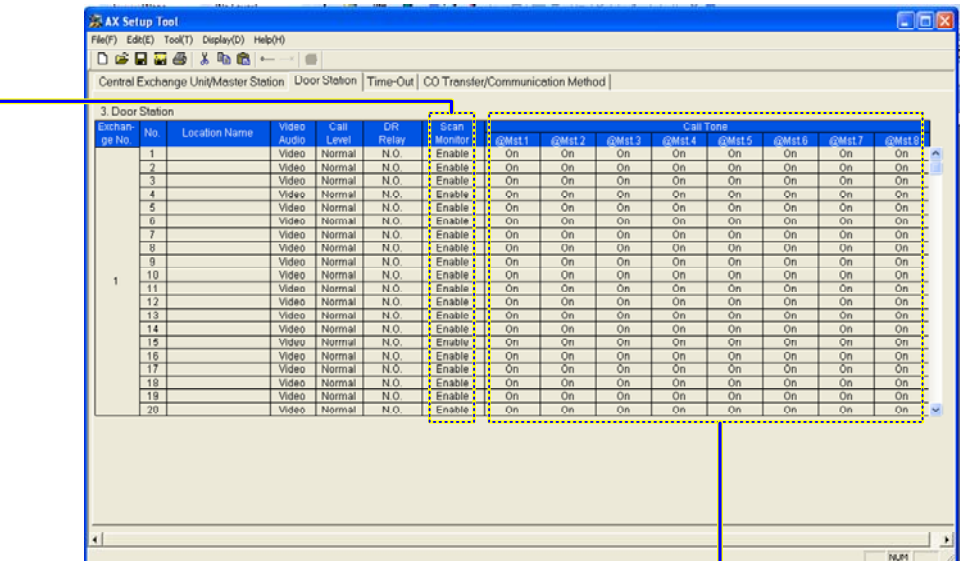 AX Setup Tool
File(F) Edit(E) Tool(T) Display(D) Help(H)
Central Exchange Unit/Master Station Door Station Time-Out CO Transfer/Communication Method
3. Door Station
Exchan- No. Location Name Video Call DR Scan Call Tone
ge No. Audio Level Relay Monitor @Mst.1 @Mst.2 @Mst.3 @Mst.4 @Mst.5 @Mst.6 @Mst.7 @Mst.8
1 Video Normal N.O. Enable On On On On On On On On
2 Video Normal N.O. Enable On On On On On On On On
3 Video Normal N.O. Enable On On On On On On On On
4 Video Normal N.O. Enable On On On On On On On On
5 Video Normal N.O. Enable On On On On On On On On
6 Video Normal N.O. Enable On On On On On On On On
7 Video Normal N.O. Enable On On On On On On On On
8 Video Normal N.O. Enable On On On On On On On On
9 Video Normal N.O. Enable On On On On On On On On
10 Video Normal N.O. Enable On On On On On On On On
1
11 Video Normal N.O. Enable On On On On On On On On
12 Video Normal N.O. Enable On On On On On On On On
13 Video Normal N.O. Enable On On On On On On On On
14 Video Normal N.O. Enable On On On On On On On On
15 Video Normal N.O. Enable On On On On On On On On
16 Video Normal N.O. Enable On On On On On On On On
17 Video Normal N.O. Enable On On On On On On On On
18 Video Normal N.O. Enable On On On On On On On On
19 Video Normal N.O. Enable On On On On On On On On
20 Video Normal N.O. Enable On On On On On On On On
NUM